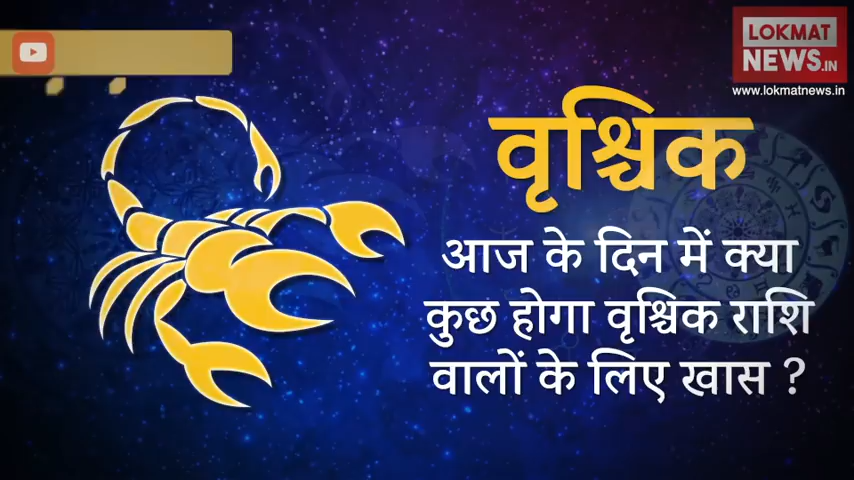 LOKMAT
NEWS.IN
www.lokmatnews.in
वृश्चिक
आज के दिन में क्या
कुछ होगा वृश्चिक राशि
वालों के लिए खास ?